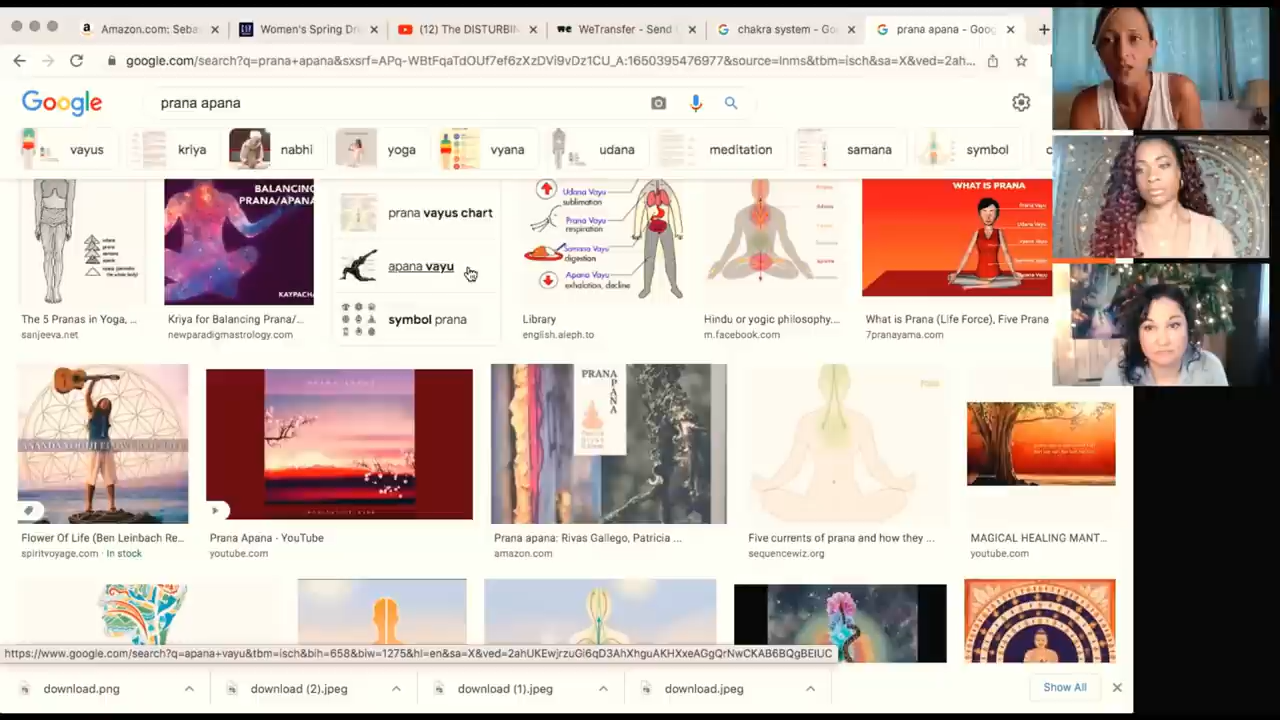 Amazon.com: Seba
Women's Spring Dre
(12) The DISTURBIN
WeTransfer - Send
chakra system - Go
prana apana - Goog
google.com/search?q=prana+apana&sxsrf=APq-WBtFqaTdOUf7ef6zXzDVi9vDz1CU_A:1650395476977&source=lnms&tbm=isch&sa=X&ved=2ah...
Google
prana apana
vayus
kriya
nabhi
yoga
vyana
udana
meditation
samana
symbol
BALANCING
PRANA/APANA
KAYPACHA
prana vayus chart
apana vayu
symbol prana
Udana Vayu
sublimation
Prana Vayu
respiration
Samana Vayu
digestion
Apana Vayu
exhalation, decline
WHAT IS PRANA
The 5 Pranas in Yoga, ...
sanjeeva.net
Kriya for Balancing Prana/...
newparadigmastrology.com
Library
english.aleph.to
Hindu or yogic philosophy....
m.facebook.com
What is Prana (Life Force), Five Prana
7pranayama.com
PRANA
APANA
Flower Of Life (Ben Leinbach Re...
spiritvoyage.com · In stock
Prana Apana - YouTube
youtube.com
Prana apana: Rivas Gallego, Patricia ...
amazon.com
Five currents of prana and how they ...
sequencewiz.org
MAGICAL HEALING MANT...
youtube.com
https://www.google.com/search?q=apana+vayu&tbm=isch&bih=658&biw=1275&hl=en&sa=X&ved=2ahUKEwjrzuGi6qD3AhXhguAKHXxeAGgQrNwCKAB6BQgBEIUC
download.png
download (2).jpeg
download (1).jpeg
download.jpeg
Show All